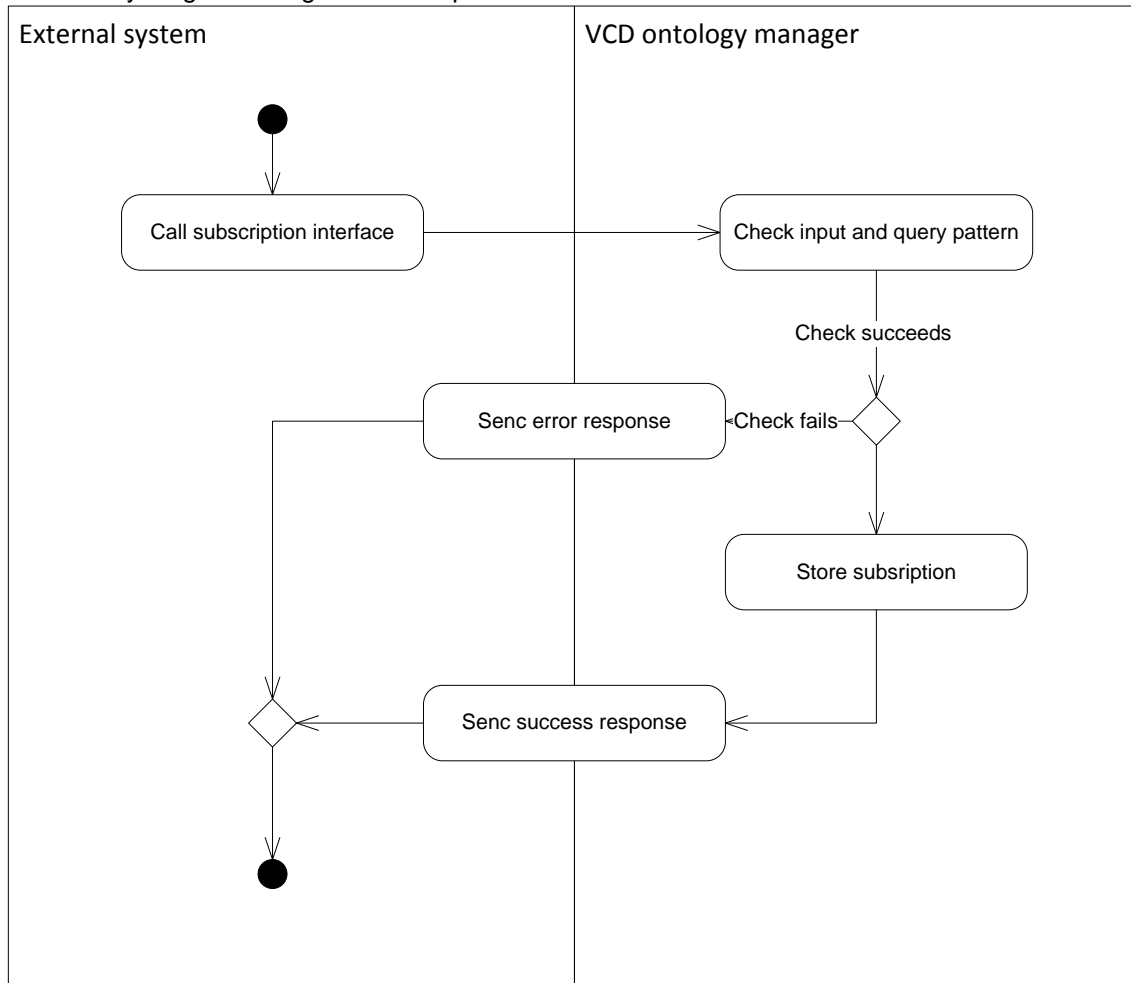 External system
VCD ontology manager
Call subscription interface
Check input and query pattern
Check succeeds
Senc error response
Check fails
Store subsription
Senc success response